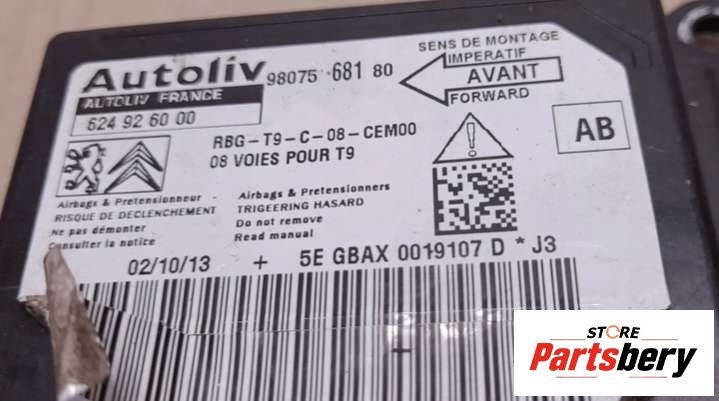 Autoliv 98075 681 80
AUTOLIV FRANCE
624 92 60 00
SENS DE MONTAGE
IMPERATIF
AVANT
FORWARD
RBG-T9-C-08-CEM00
08 VOIES POUR T9
AB
Airbags & Pretensionneur
RISQUE DE DECLENCHEMENT
Ne pas démonter
Consulter la notice
Airbags & Pretensionners
TRIGEERING HASARD
Do not remove
Read manual
02/10/13 + 5E GBAX 0019107 D * J3
STORE
Partsbery